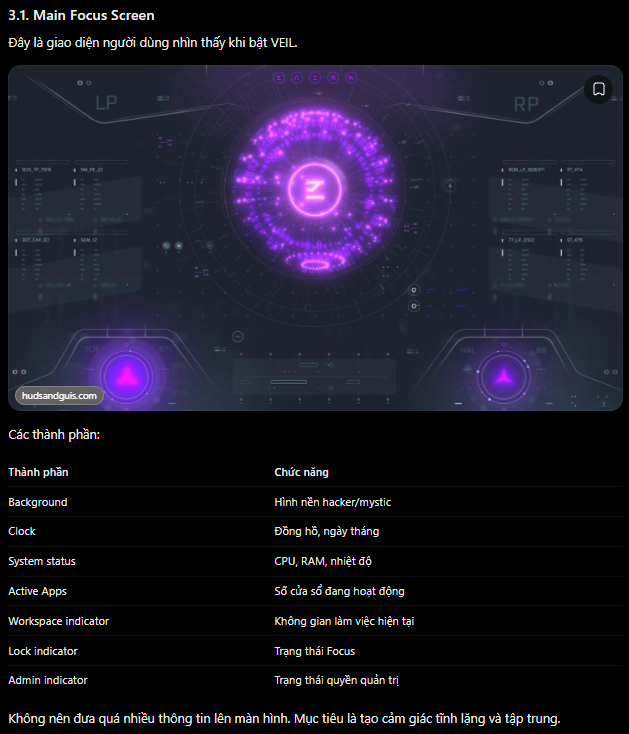 3.1. Main Focus Screen
Đây là giao diện người dùng nhìn thấy khi bật VEIL.
LP
RP
hudsandguis.com
Các thành phần:
Thành phần Chức năng
Background Hình nền hacker/mystic
Clock Đồng hồ, ngày tháng
System status CPU, RAM, nhiệt độ
Active Apps Số cửa sổ đang hoạt động
Workspace indicator Không gian làm việc hiện tại
Lock indicator Trạng thái Focus
Admin indicator Trạng thái quyền quản trị
Không nên đưa quá nhiều thông tin lên màn hình. Mục tiêu là tạo cảm giác tĩnh lặng và tập trung.